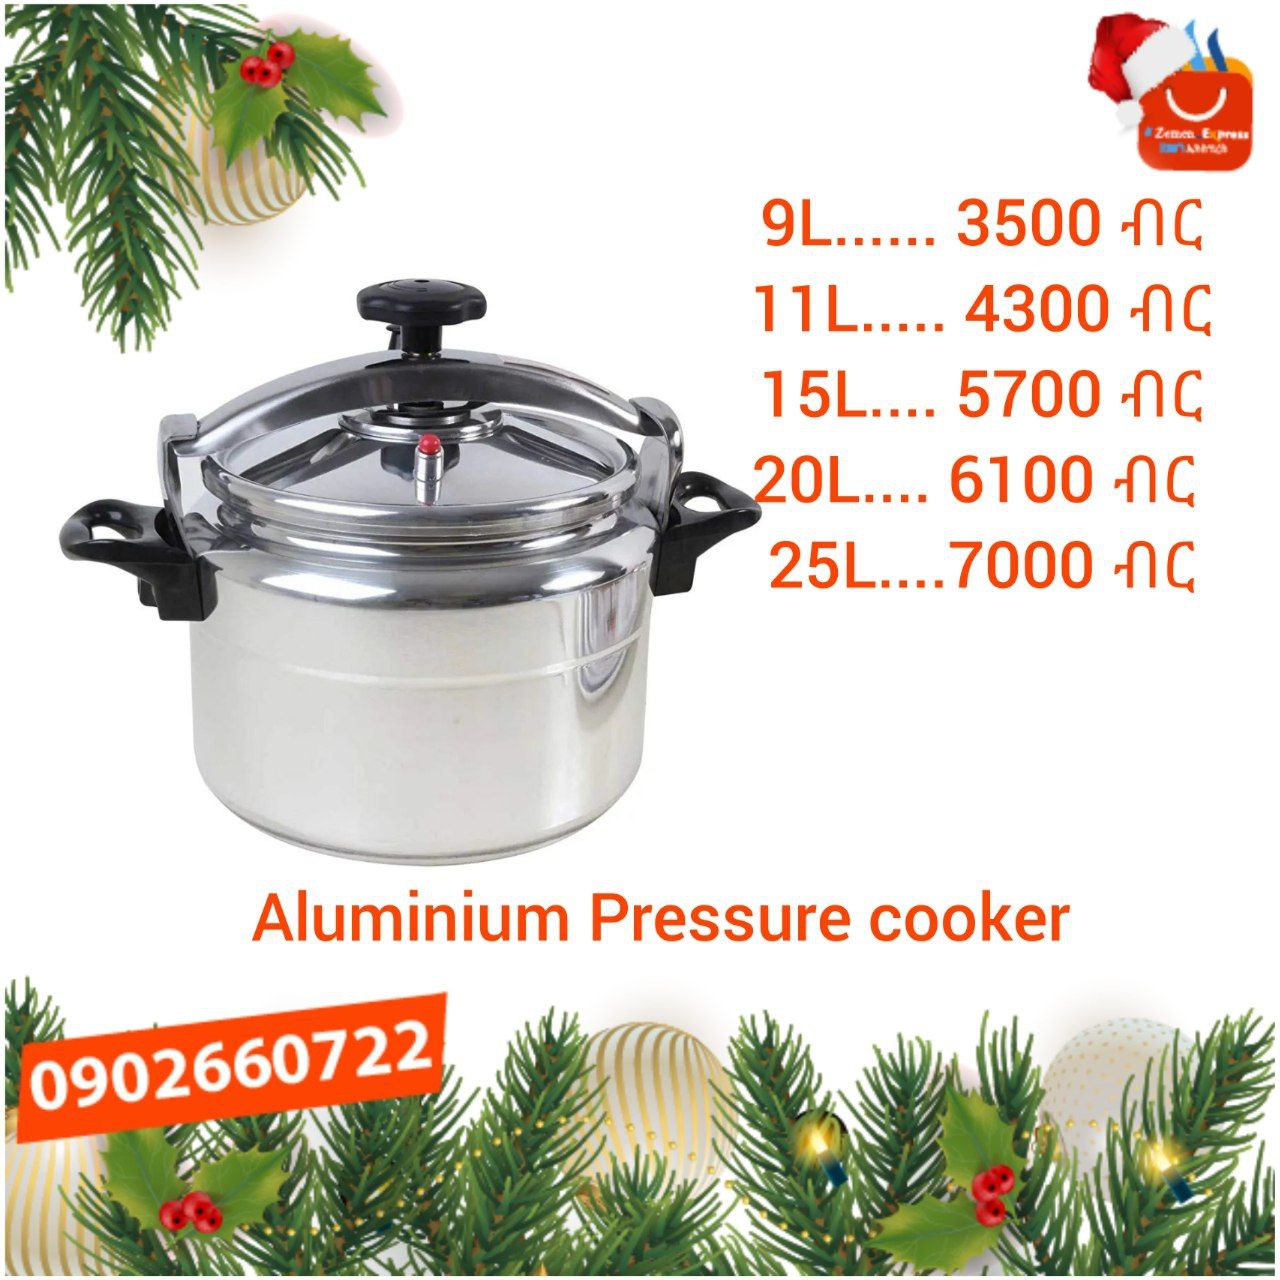 #Zemen_Express
9L...... 3500 ብር
11L..... 4300 ብር
15L.... 5700 ብር
20L.... 6100 ብር
25L....7000 ብር
Aluminium Pressure cooker
0902660722